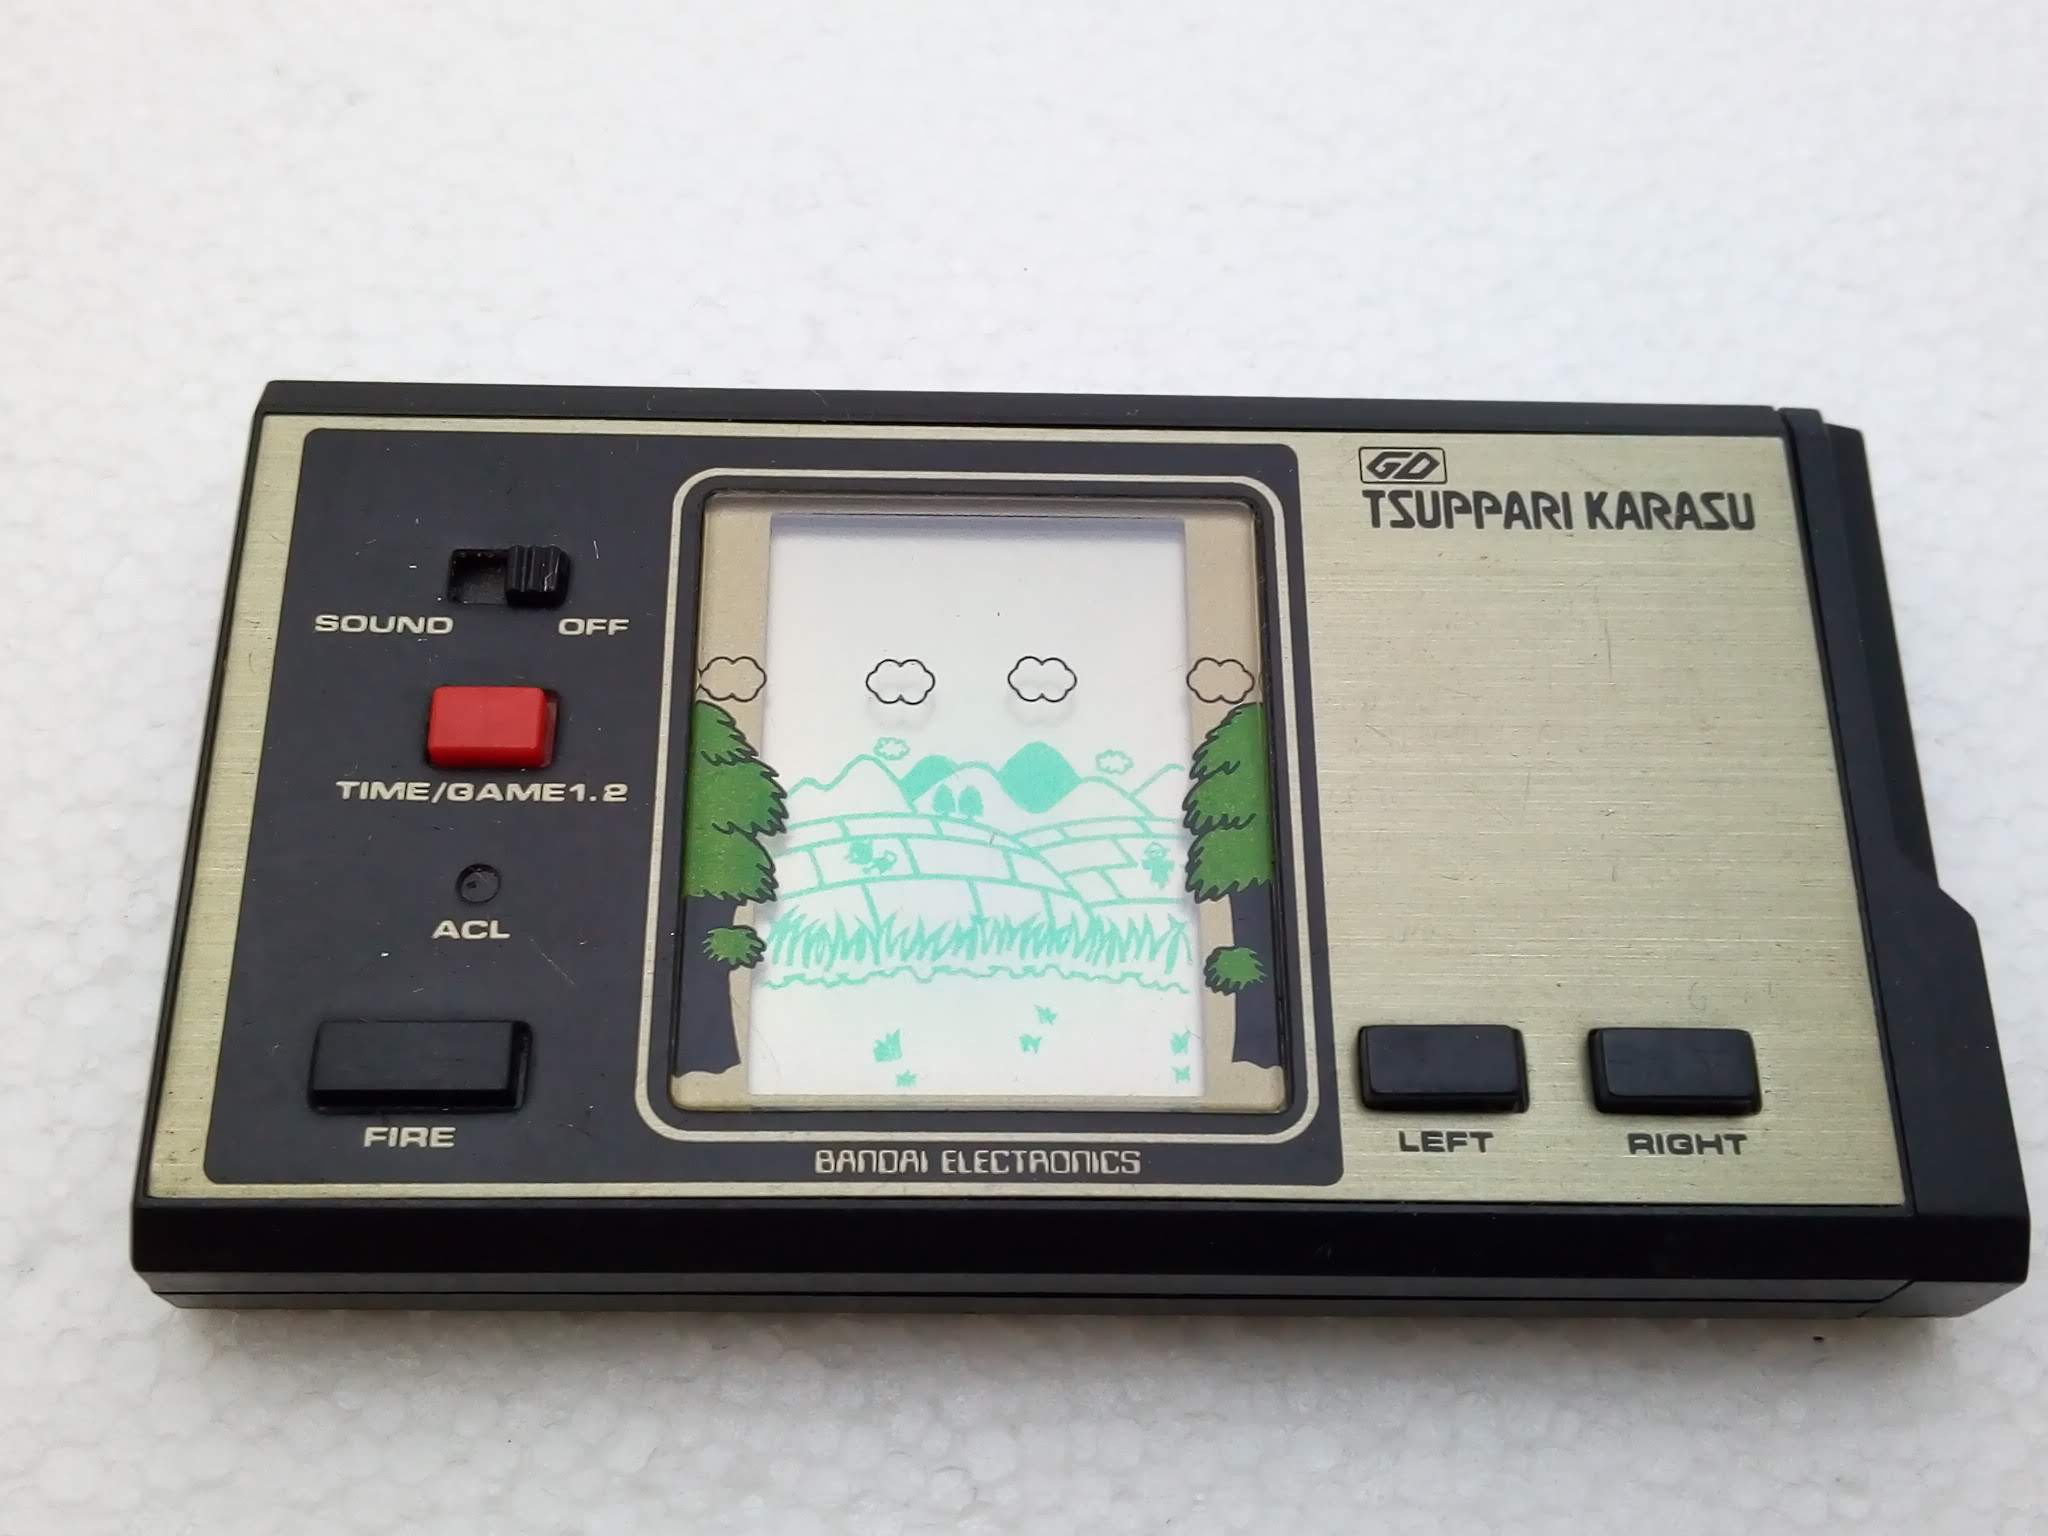 GD
TSUPPARI KARASU
SOUND OFF
TIME/GAME1.2
ACL
FIRE
LEFT RIGHT
BANDAI ELECTRONICS